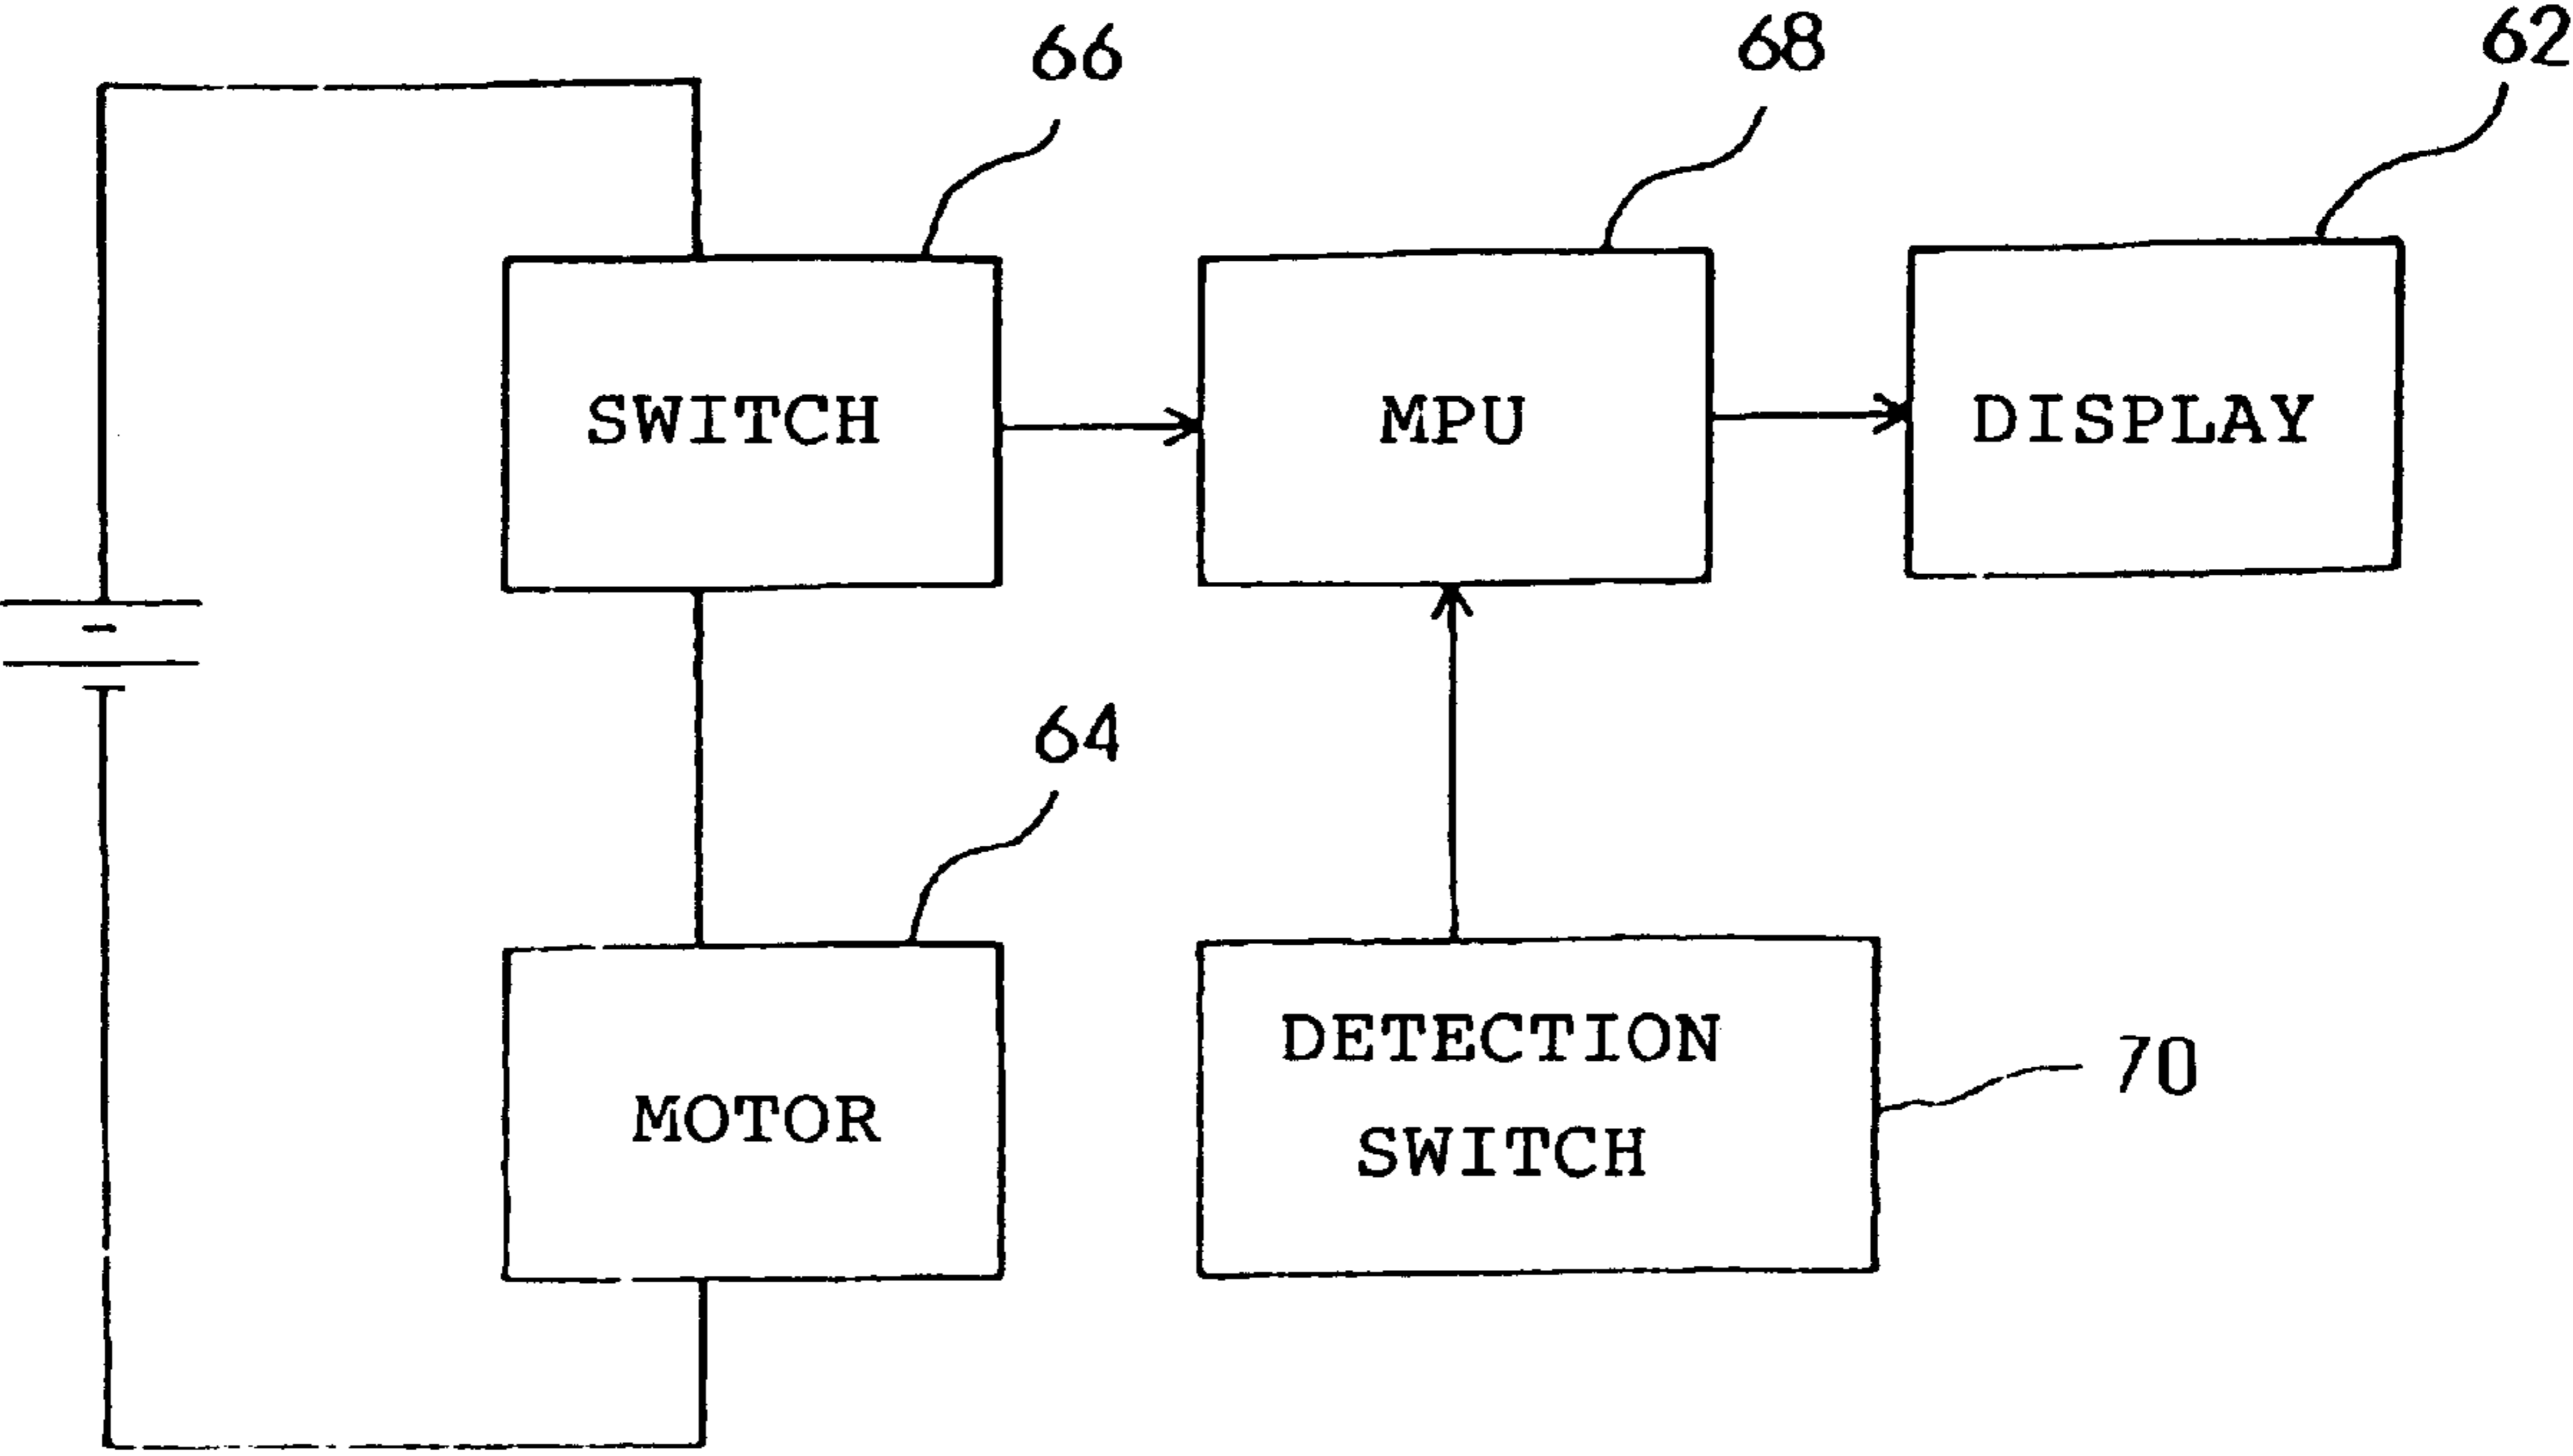 66
68
62
SWITCH
MPU
DISPLAY
64
DETECTION
SWITCH
70
MOTOR